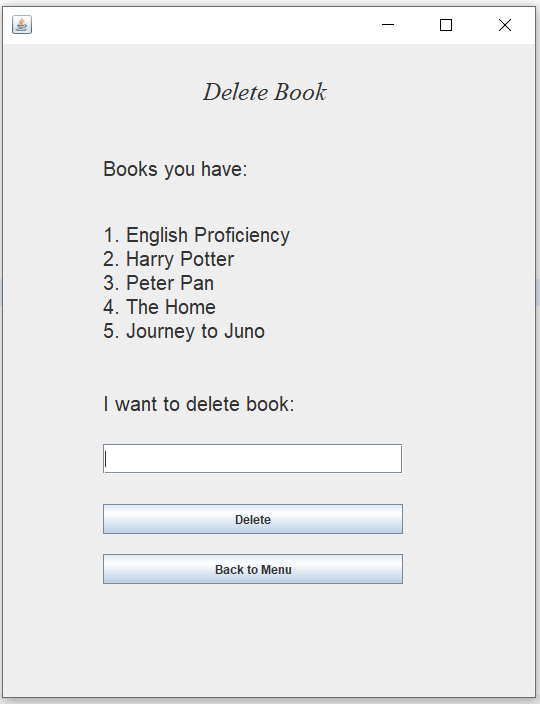 Delete Book
Books you have:
1. English Proficiency
2. Harry Potter
3. Peter Pan
4. The Home
5. Journey to Juno
I want to delete book:
Delete
Back to Menu